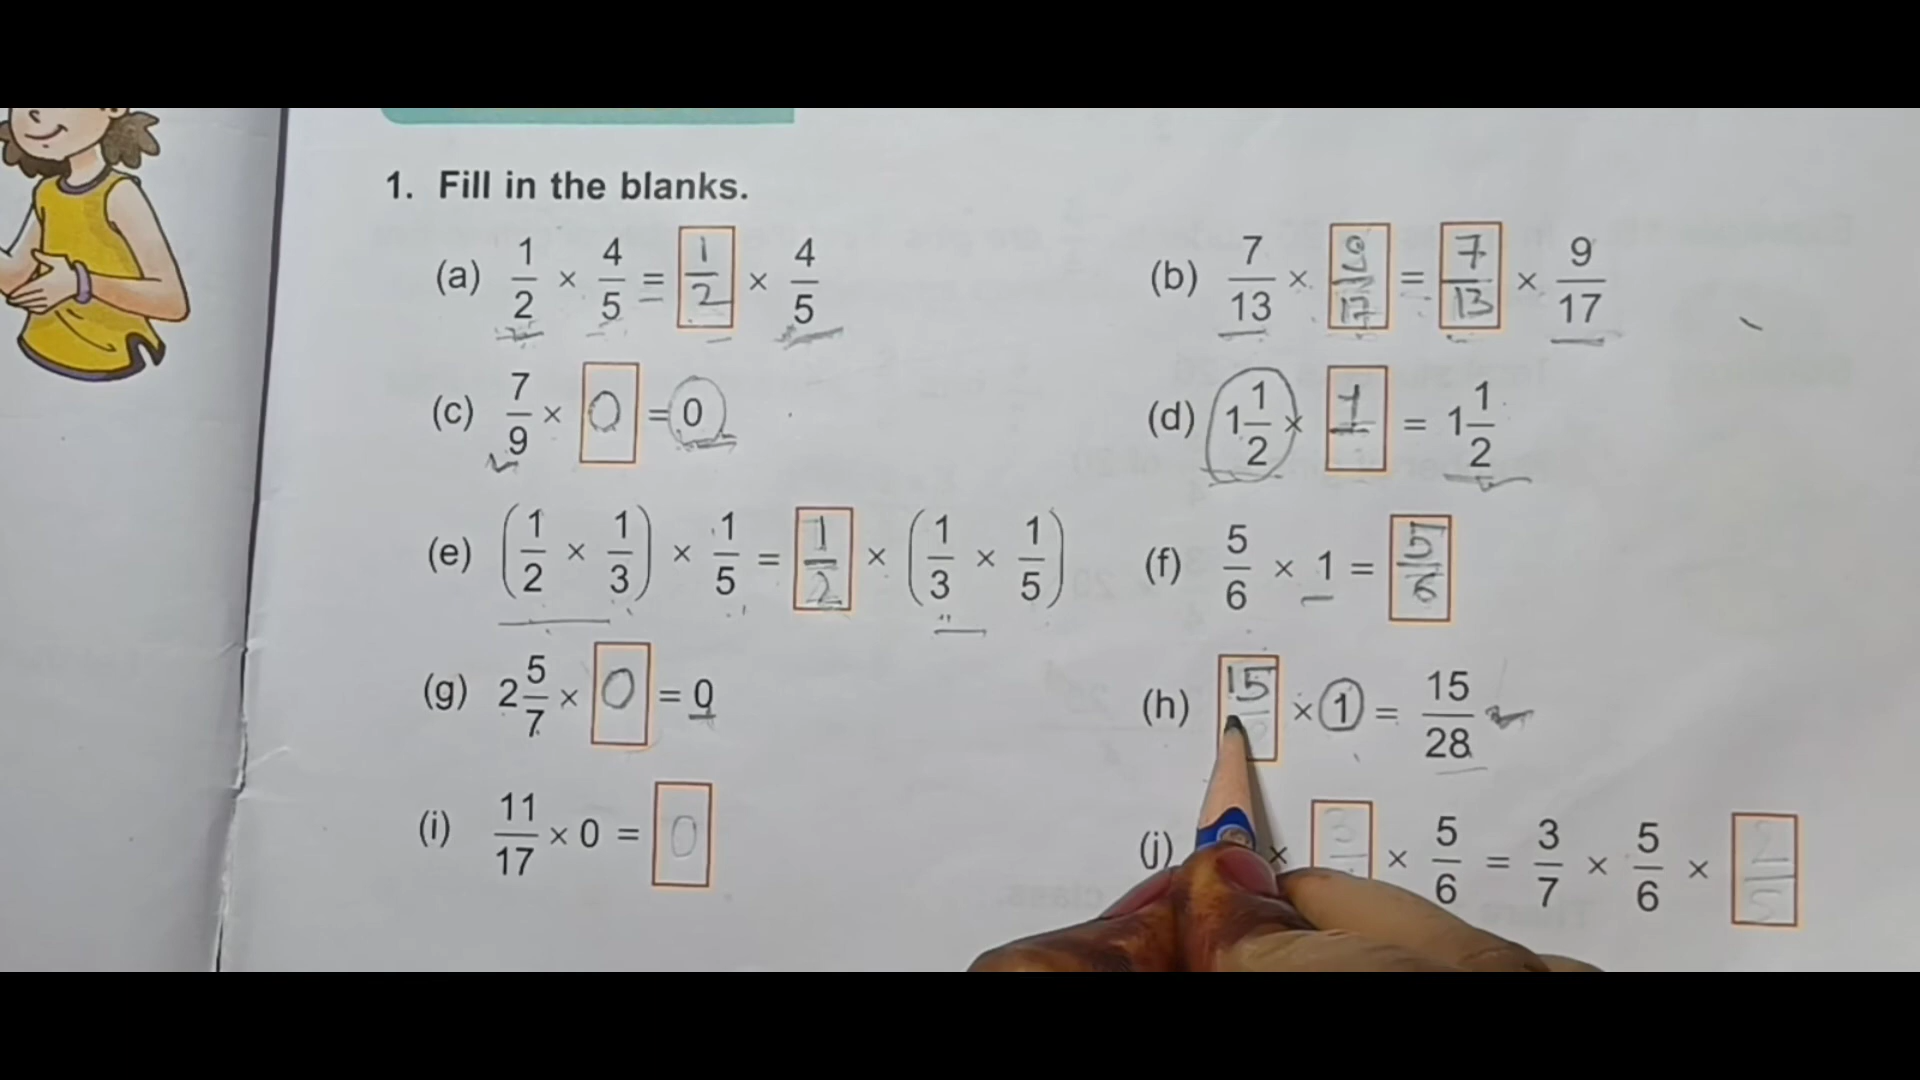 1. Fill in the blanks.
(a) 1/2 × 4/5 = 1/2 × 4/5
(b) 7/13 × 9/17 = 7/13 × 9/17
(c) 7/9 × 0 = 0
(d) 1 1/2 × 1 = 1 1/2
(e) (1/2 × 1/3) × 1/5 = 1/2 × (1/3 × 1/5)
(f) 5/6 × 1 = 5/6
(g) 2 5/7 × 0 = 0
(h) 15 × 1 = 15/28
(i) 11/17 × 0 = 0
(j) × 3 × 5/6 = 3/7 × 5/6 × 2/5